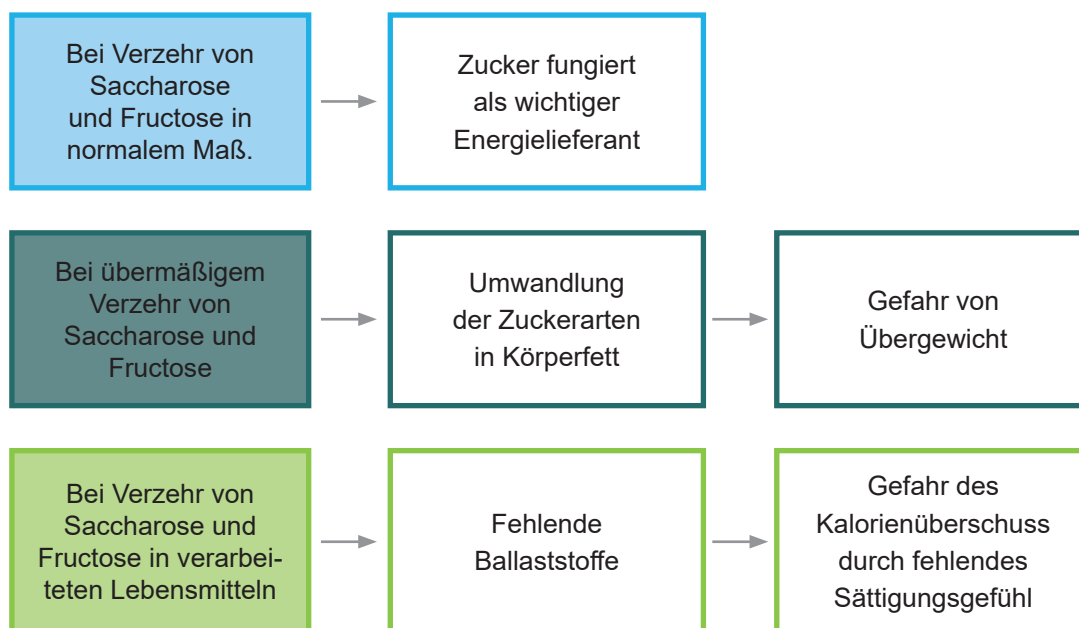 Bei Verzehr von
Saccharose
und Fructose in
normalem Maß.
Zucker fungiert
als wichtiger
Energielieferant
Bei übermäßigem
Verzehr von
Saccharose und
Fructose
Umwandlung
der Zuckerarten
in Körperfett
Gefahr von
Übergewicht
Bei Verzehr von
Saccharose und
Fructose in verarbei-
teten Lebensmitteln
Fehlende
Ballaststoffe
Gefahr des
Kalorienüberschuss
durch fehlendes
Sättigungsgefühl